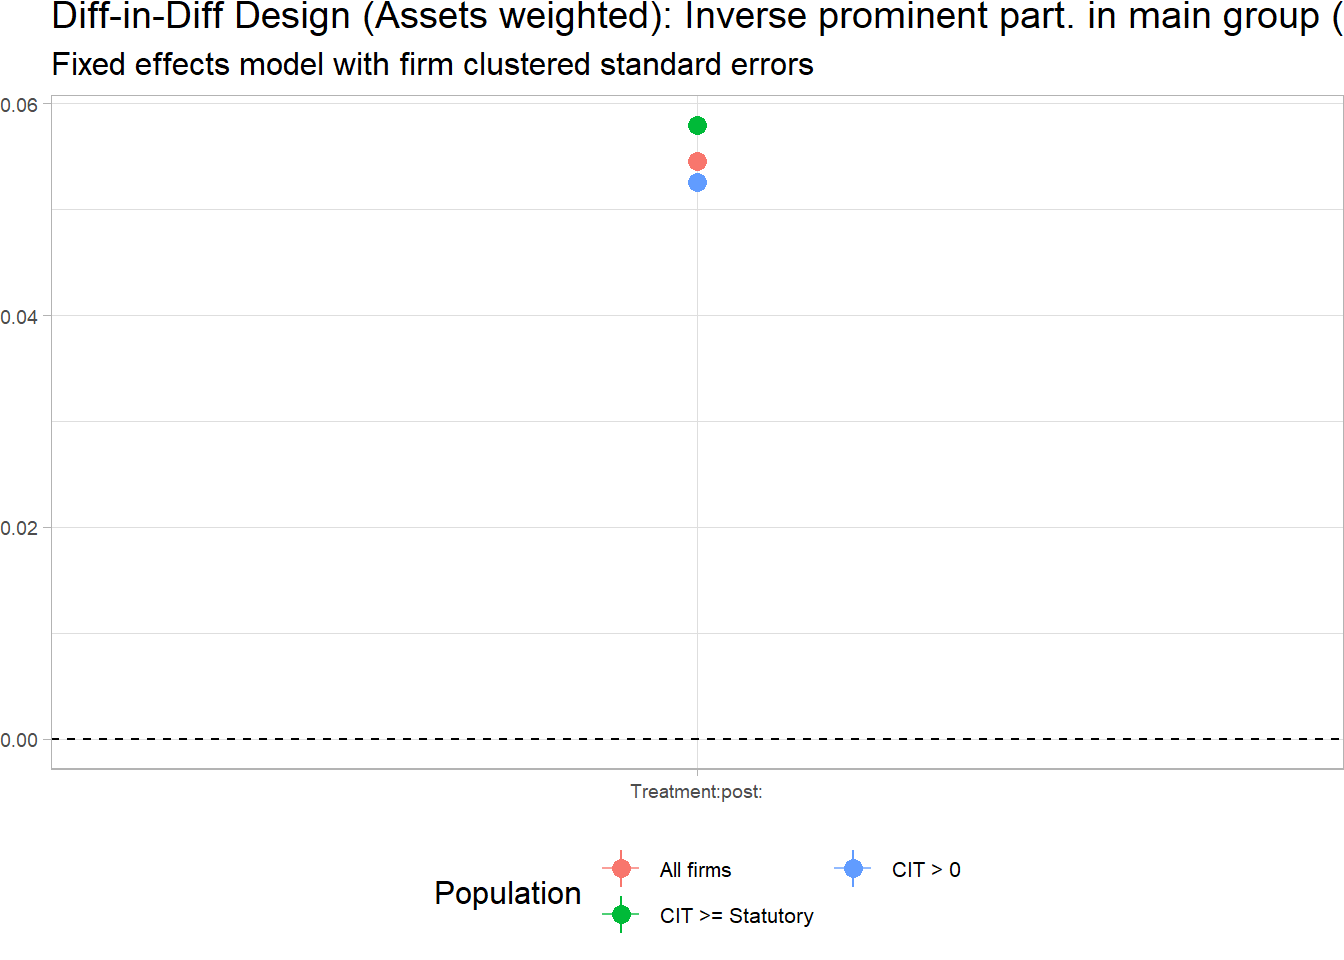 Diff-in-Diff Design (Assets weighted): Inverse prominent part. in main group (
Fixed effects model with firm clustered standard errors
0.06
0.04
0.02
0.00
Treatment:post:
Population
All firms
CIT > 0
CIT >= Statutory